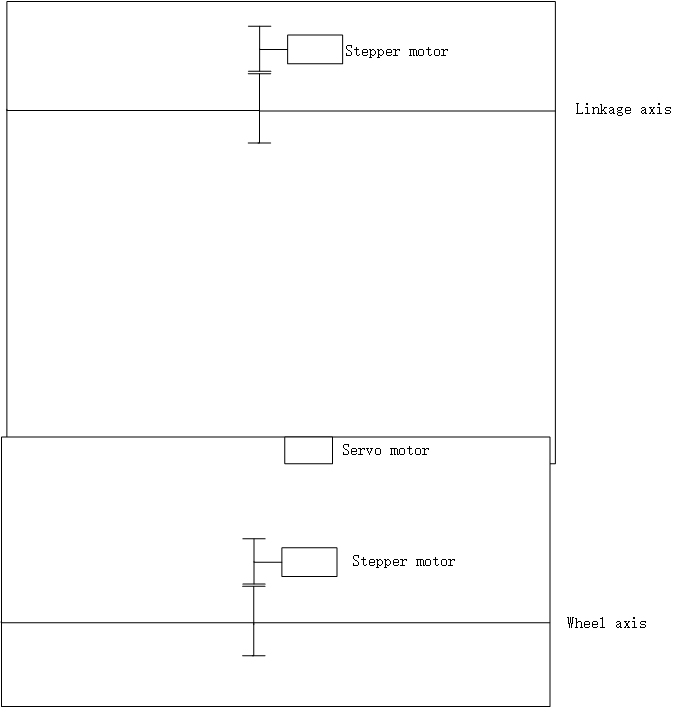 Stepper motor
Linkage axis
Servo motor
Stepper motor
Wheel axis